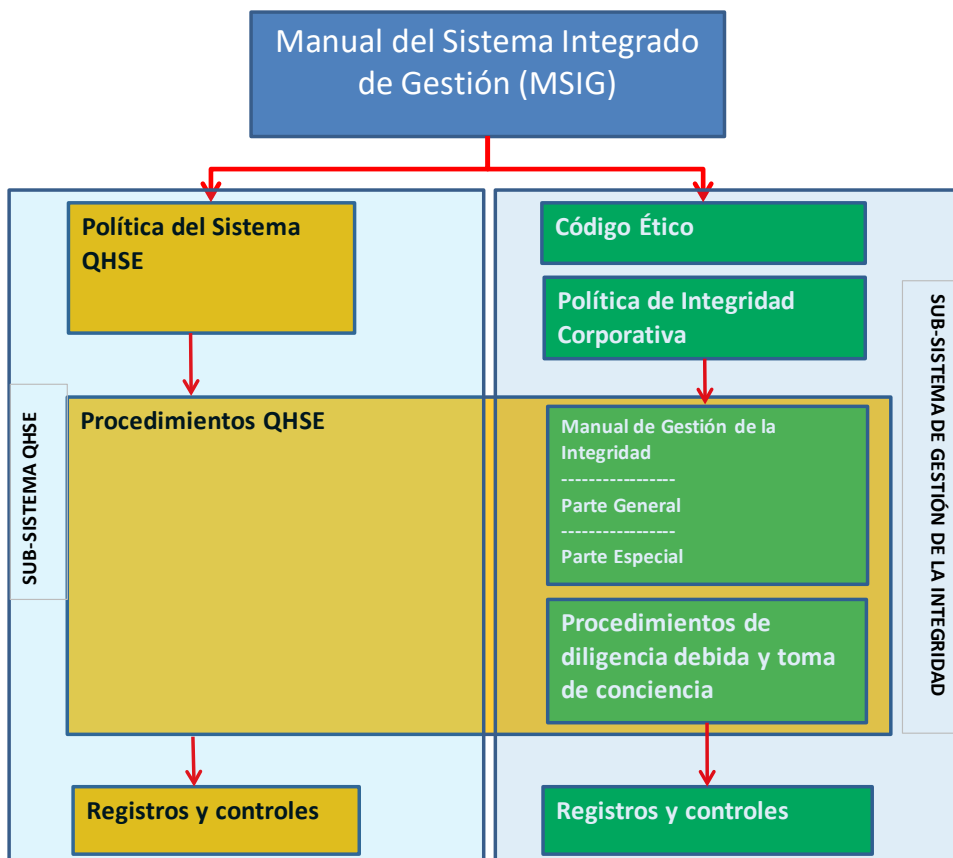 Manual del Sistema Integrado
de Gestión (MSIG)
Política del Sistema
QHSE
Procedimientos QHSE
Registros y controles
SUB-SISTEMA QHSE
Código Ético
Política de Integridad
Corporativa
Manual de Gestión de la
Integridad
-----------------
Parte General
-----------------
Parte Especial
Procedimientos de
diligencia debida y toma
de conciencia
Registros y controles
SUB-SISTEMA DE GESTIÓN DE LA INTEGRIDAD